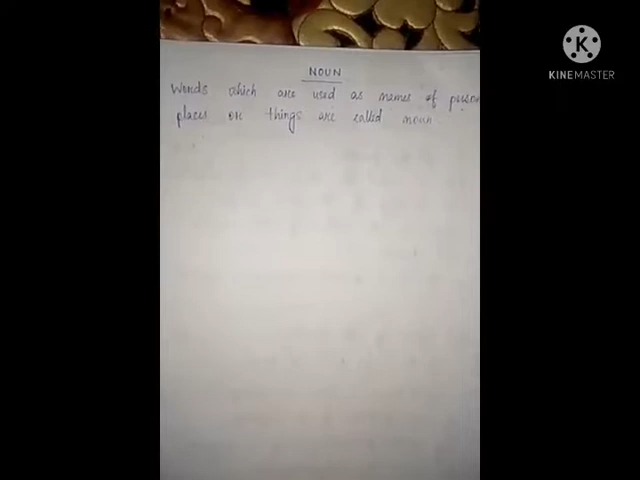 NOUN
Words which are used as names of person
places or things are called noun
KINEMASTER